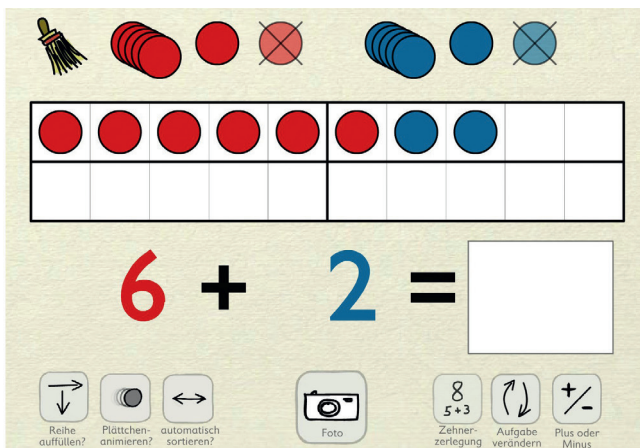 6 + 2 =
8
5+3
+/-
Reihe
auffüllen?
Plättchen-
animieren?
automatisch
sortieren?
Foto
Zehner-
zerlegung
Aufgabe
verändern
Plus oder
Minus